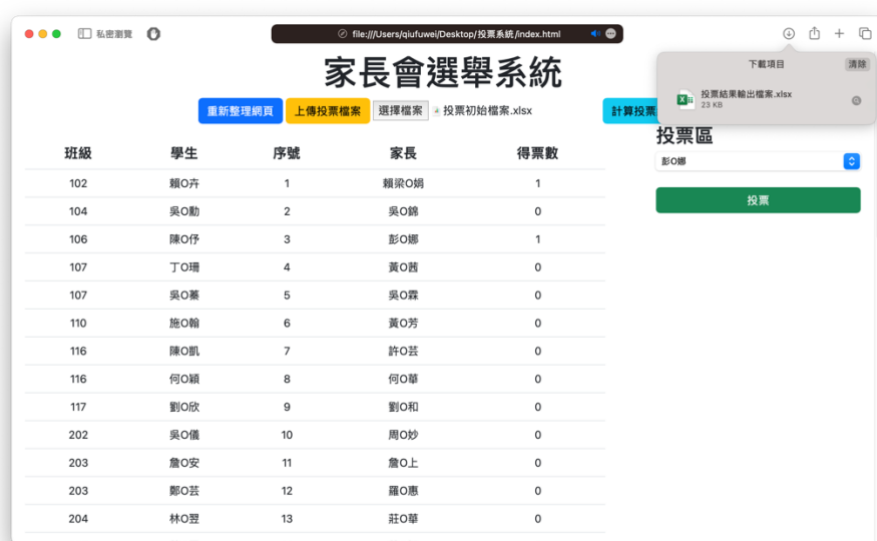 私密瀏覽
file:///Users/qiufuwei/Desktop/投票系統/index.html
下載項目 清除
投票結果輸出檔案.xlsx
23 KB
家長會選舉系統
重新整理網頁 上傳投票檔案 選擇檔案 投票初始檔案.xlsx 計算投票
投票區
彭O娜
投票
班級 學生 序號 家長 得票數
102 賴O卉 1 賴梁O娟 1
104 吳O勳 2 吳O錦 0
106 陳O伃 3 彭O娜 1
107 丁O珊 4 黃O茜 0
107 吳O蓁 5 吳O霖 0
110 施O翰 6 黃O芳 0
116 陳O凱 7 許O芸 0
116 何O穎 8 何O華 0
117 劉O欣 9 劉O和 0
202 吳O儀 10 周O妙 0
203 詹O安 11 詹O上 0
203 鄭O芸 12 羅O惠 0
204 林O翌 13 莊O華 0